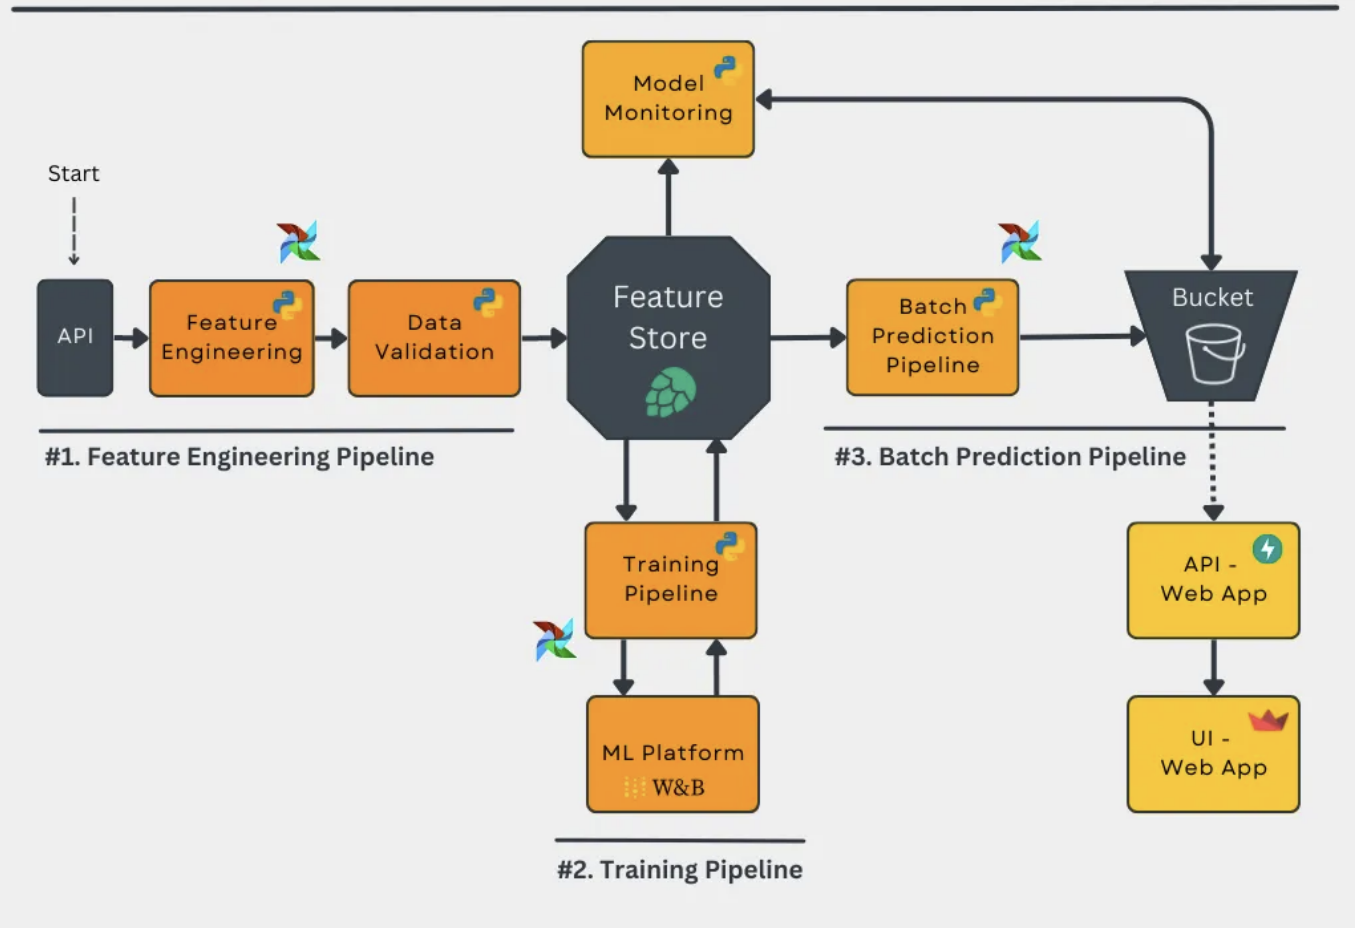 Model
Monitoring
Start
API
Feature
Engineering
Data
Validation
Feature
Store
Batch
Prediction
Pipeline
Bucket
#1. Feature Engineering Pipeline
#3. Batch Prediction Pipeline
Training
Pipeline
API -
Web App
ML Platform
W&B
UI -
Web App
#2. Training Pipeline